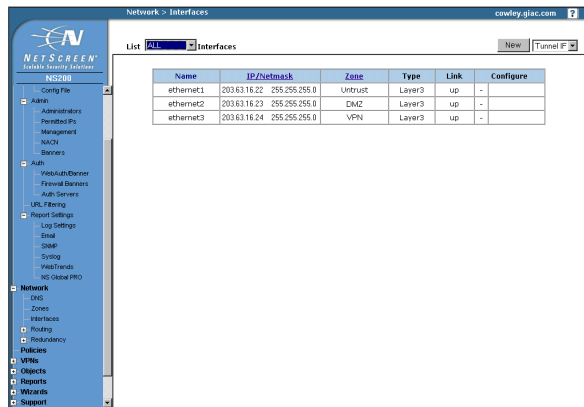 Network > Interfaces
cowley.giac.com ?
NETSCREEN
Scalable Security Solutions
NS200
List ALL Interfaces
New Tunnel IF
Config File
Admin
Administrators
Permitted IPs
Management
NACN
Banners
Auth
WebAuth/Banner
Firewall Banners
Auth Servers
URL Filtering
Report Settings
Log Settings
Email
SNMP
Syslog
WebTrends
NS Global PRO
Network
DNS
Zones
Interfaces
Routing
Redundancy
Policies
VPNs
Objects
Reports
Wizards
Support
Name IP/Netmask Zone Type Link Configure
ethernet1 203.63.16.22 255.255.255.0 Untrust Layer3 up -
ethernet2 203.63.16.23 255.255.255.0 DMZ Layer3 up -
ethernet3 203.63.16.24 255.255.255.0 VPN Layer3 up -